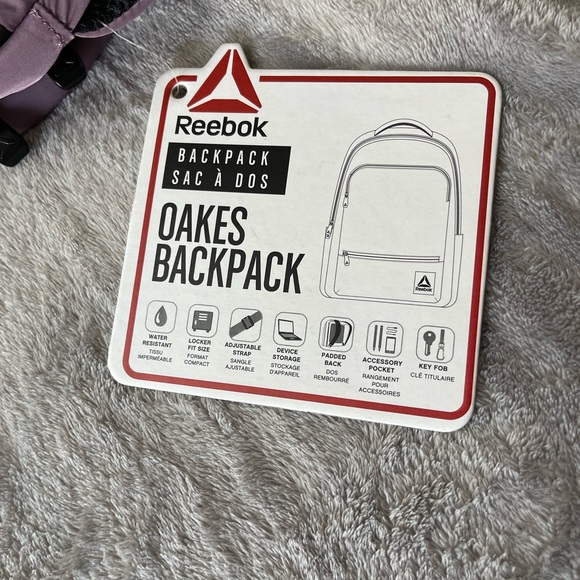 Reebok
BACKPACK
SAC À DOS
OAKES
BACKPACK
Reebok
WATER
RESISTANT
TISSU
IMPERMÉABLE
LOCKER
FIT SIZE
FORMAT
COMPACT
ADJUSTABLE
STRAP
SANGLE
AJUSTABLE
DEVICE
STORAGE
STOCKAGE
D'APPAREIL
PADDED
BACK
DOS
REMBOURRÉ
ACCESSORY
POCKET
RANGEMENT
POUR
ACCESSOIRES
KEY FOB
CLÉ TITULAIRE